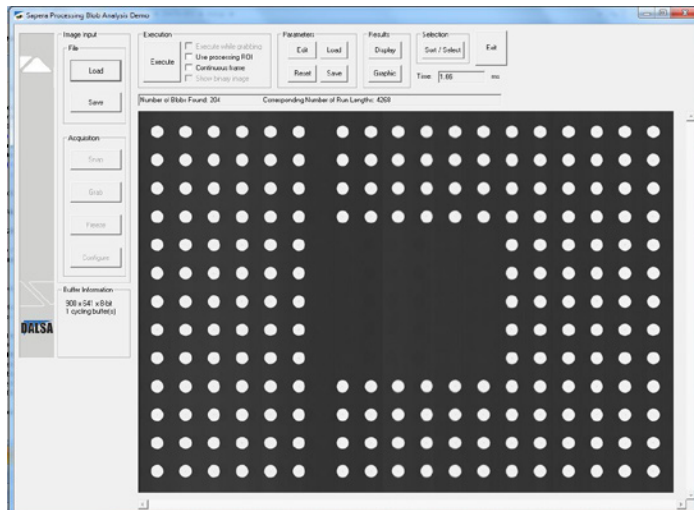 Sapera Processing Blob Analysis Demo
Image input
File
Load
Save
Acquisition
Snap
Grab
Freeze
Configure
Buffer Information
908 x 641 x 8-bit
1 cycling buffer(s)
DALSA
Execution
Execute
Execute while grabbing
Use processing ROI
Continuous frame
Show binary image
Parameters
Edit
Load
Reset
Save
Results
Display
Graphic
Selection
Sort / Select
Exit
Time: 1.66 ms
Number of Blobs Found: 204 Corresponding Number of Run Lengths: 4268